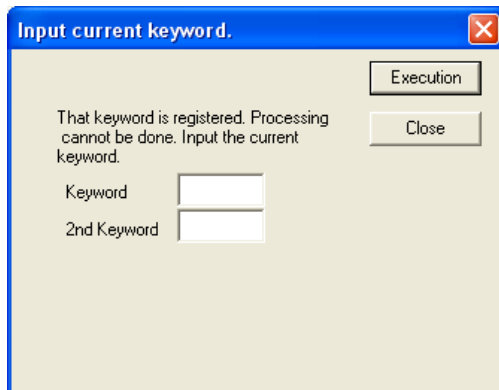 Input current keyword.
Execution
That keyword is registered. Processing
cannot be done. Input the current
keyword.
Close
Keyword
2nd Keyword